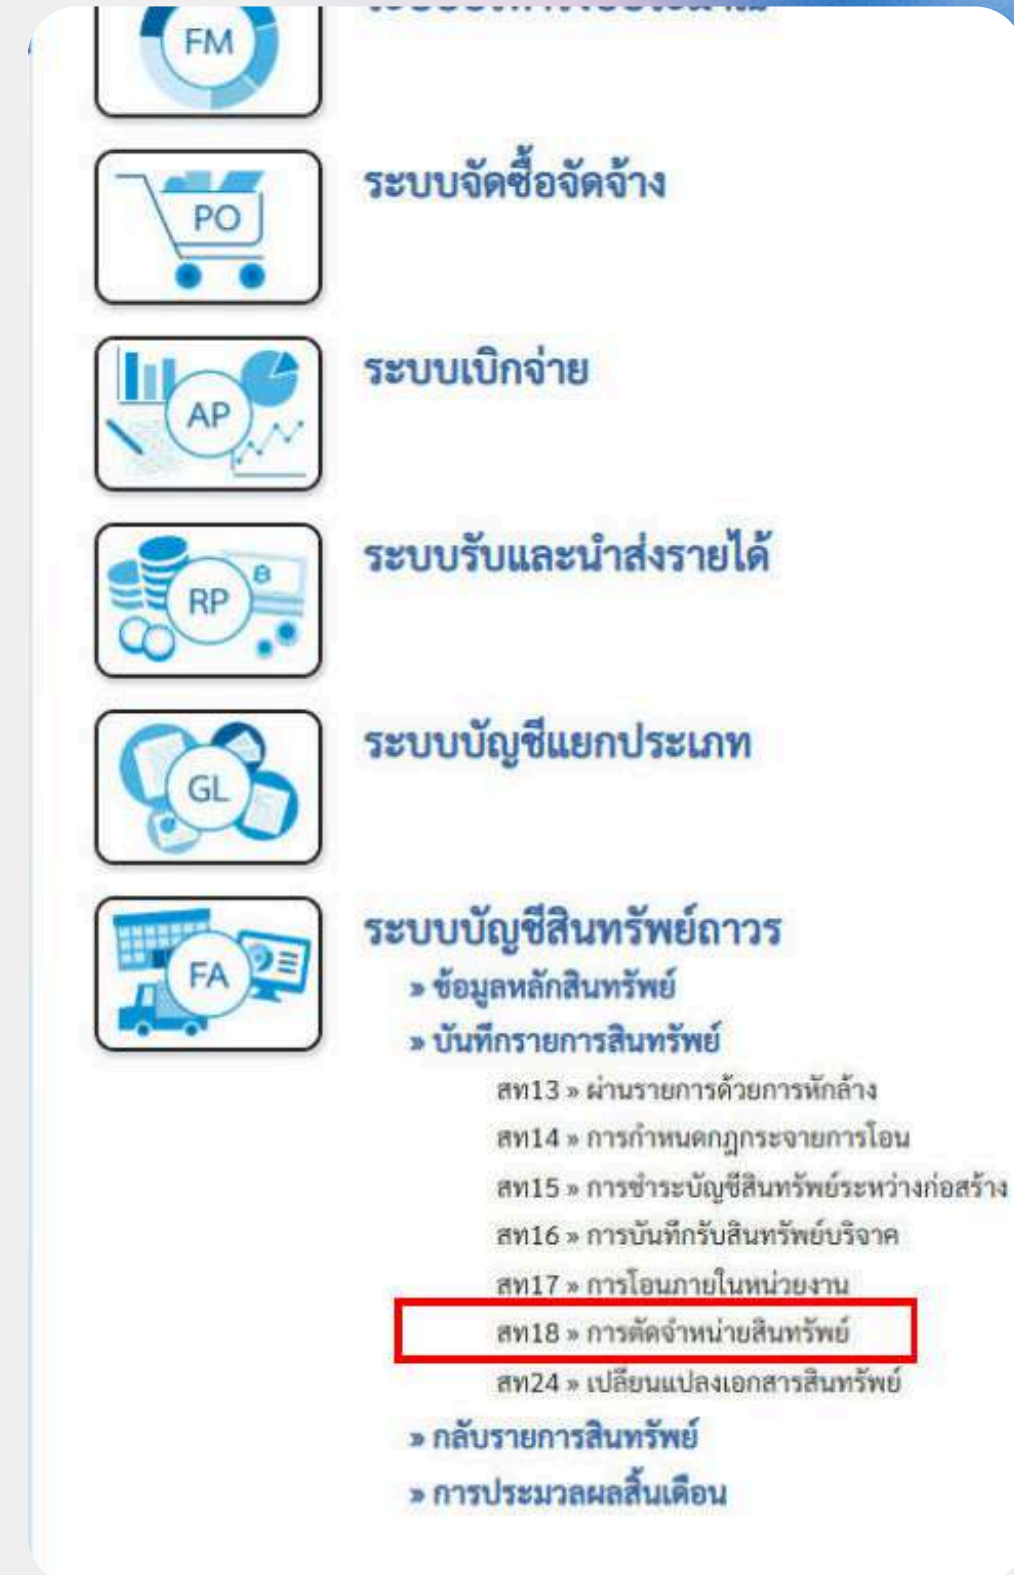 FM
PO
ระบบจัดซื้อจัดจ้าง
AP
ระบบเบิกจ่าย
RP
ระบบรับและนำส่งรายได้
GL
ระบบบัญชีแยกประเภท
FA
ระบบบัญชีสินทรัพย์ถาวร
» ข้อมูลหลักสินทรัพย์
» บันทึกรายการสินทรัพย์
สท13 » ผ่านรายการด้วยการหักล้าง
สท14 » การกำหนดกฎกระจายการโอน
สท15 » การชำระบัญชีสินทรัพย์ระหว่างก่อสร้าง
สท16 » การบันทึกรับสินทรัพย์บริจาค
สท17 » การโอนภายในหน่วยงาน
สท18 » การตัดจำหน่ายสินทรัพย์
สท24 » เปลี่ยนแปลงเอกสารสินทรัพย์
» กลับรายการสินทรัพย์
» การประมวลผลสิ้นเดือน